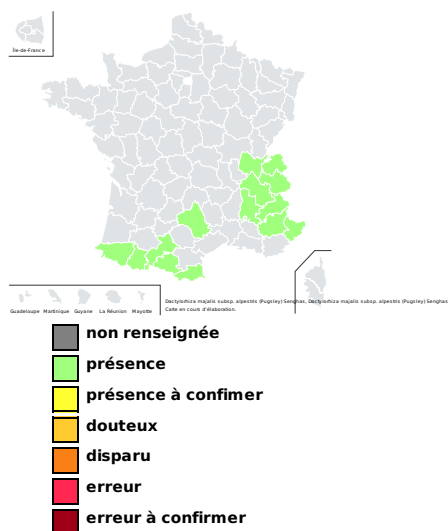 Île-de-France
Guadeloupe Martinique Guyane La Réunion Mayotte
Dactylorhiza majalis subsp. alpestris (Pugsley) Senghas, Dactylorhiza majalis subsp. alpestris (Pugsley) Senghas
Carte en cours d'élaboration.
non renseignée
présence
présence à confimer
douteux
disparu
erreur
erreur à confirmer